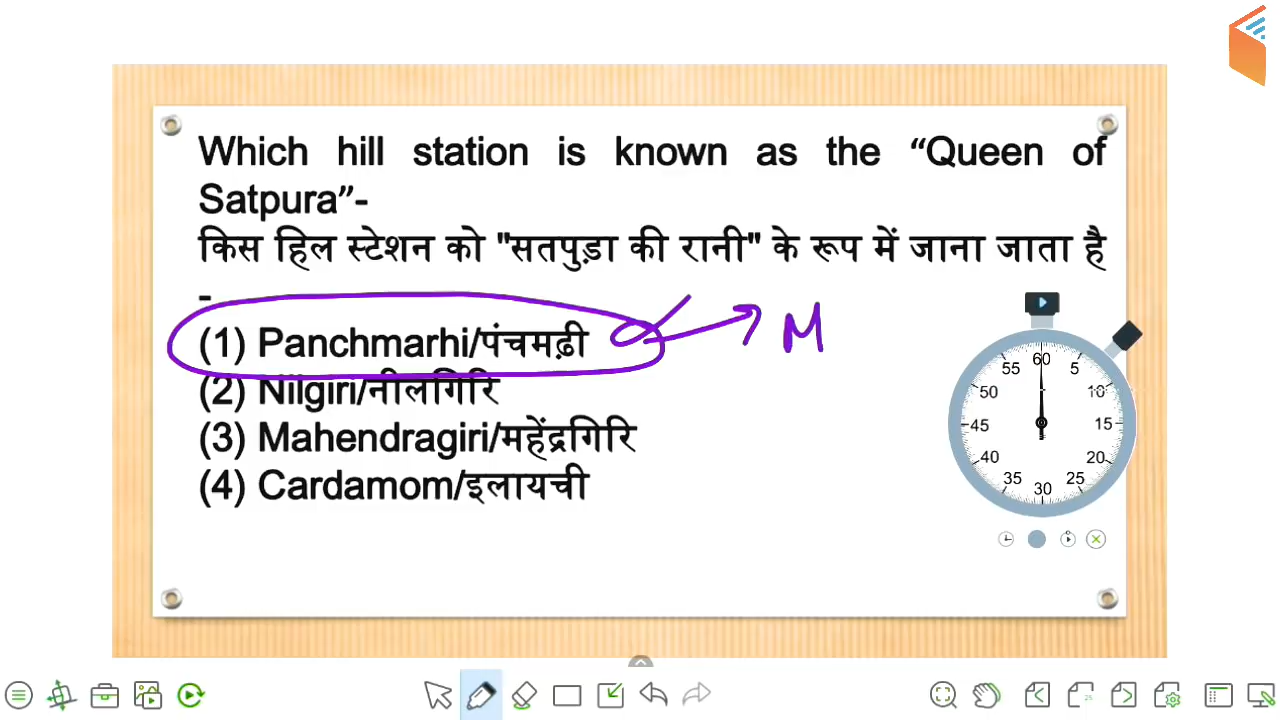 Which hill station is known as the “Queen of
Satpura”-
किस हिल स्टेशन को "सतपुड़ा की रानी" के रूप में जाना जाता है
-
(1) Panchmarhi/पंचमढ़ी M
(2) Nilgiri/नीलगिरि
(3) Mahendragiri/महेंद्रगिरि
(4) Cardamom/इलायची
60
55 5
50 10
45 15
40 20
35 25
30